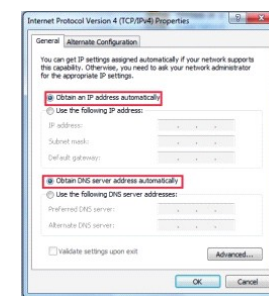 Internet Protocol Version 4 (TCP/IPv4) Properties
General Alternate Configuration
You can get IP settings assigned automatically if your network supports
this capability. Otherwise, you need to ask your network administrator
for the appropriate IP settings.
Obtain an IP address automatically
Use the following IP address:
IP address:
Subnet mask:
Default gateway:
Obtain DNS server address automatically
Use the following DNS server addresses:
Preferred DNS server:
Alternate DNS server:
Validate settings upon exit
Advanced...
OK Cancel